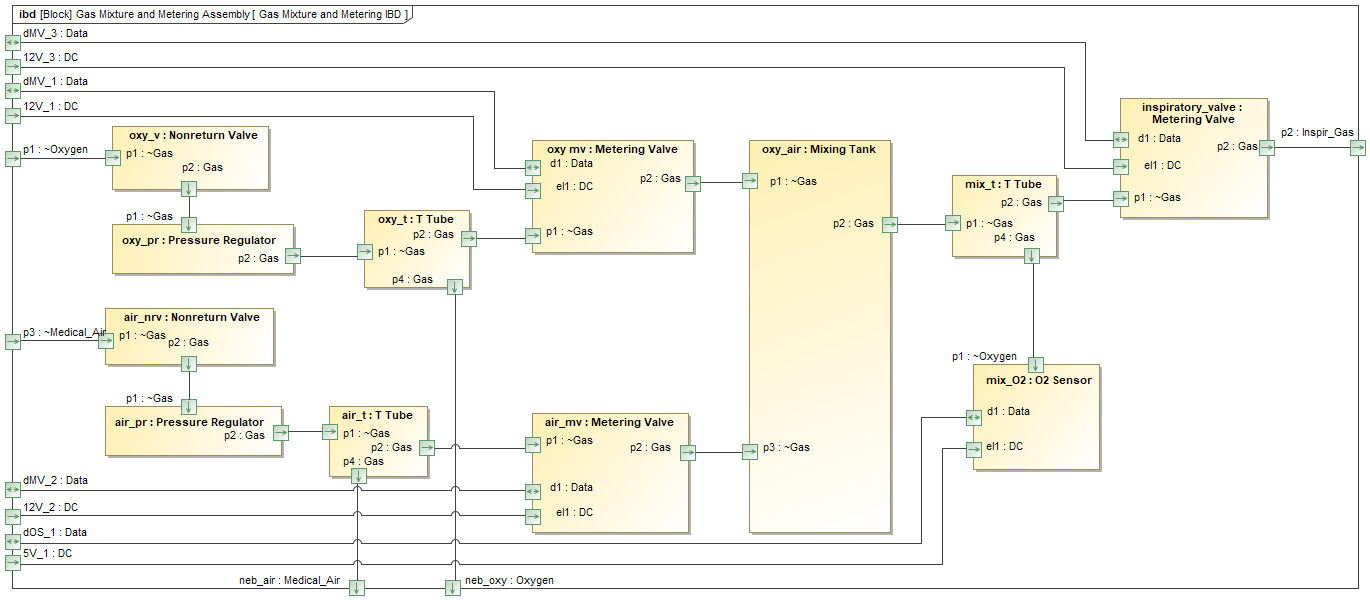 ibd [Block] Gas Mixture and Metering Assembly [ Gas Mixture and Metering IBD ]
dMV_3 : Data
12V_3 : DC
dMV_1 : Data
12V_1 : DC
p1 : ~Oxygen
oxy_v : Nonreturn Valve
p1 : ~Gas
p2 : Gas
p1 : ~Gas
oxy_pr : Pressure Regulator
p2 : Gas
oxy_t : T Tube
p2 : Gas
p1 : ~Gas
p4 : Gas
oxy mv : Metering Valve
d1 : Data
p2 : Gas
el1 : DC
p1 : ~Gas
oxy_air : Mixing Tank
p1 : ~Gas
p2 : Gas
p3 : ~Gas
mix_t : T Tube
p2 : Gas
p1 : ~Gas
p4 : Gas
inspiratory_valve :
Metering Valve
d1 : Data
p2 : Gas
el1 : DC
p1 : ~Gas
p2 : Inspir_Gas
p3 : ~Medical_Air
air_nrv : Nonreturn Valve
p1 : ~Gas
p2 : Gas
p1 : ~Gas
air_pr : Pressure Regulator
p2 : Gas
air_t : T Tube
p1 : ~Gas
p2 : Gas
p4 : Gas
air_mv : Metering Valve
p1 : ~Gas
p2 : Gas
d1 : Data
el1 : DC
p1 : ~Oxygen
mix_O2 : O2 Sensor
d1 : Data
el1 : DC
dMV_2 : Data
12V_2 : DC
dOS_1 : Data
5V_1 : DC
neb_air : Medical_Air
neb_oxy : Oxygen